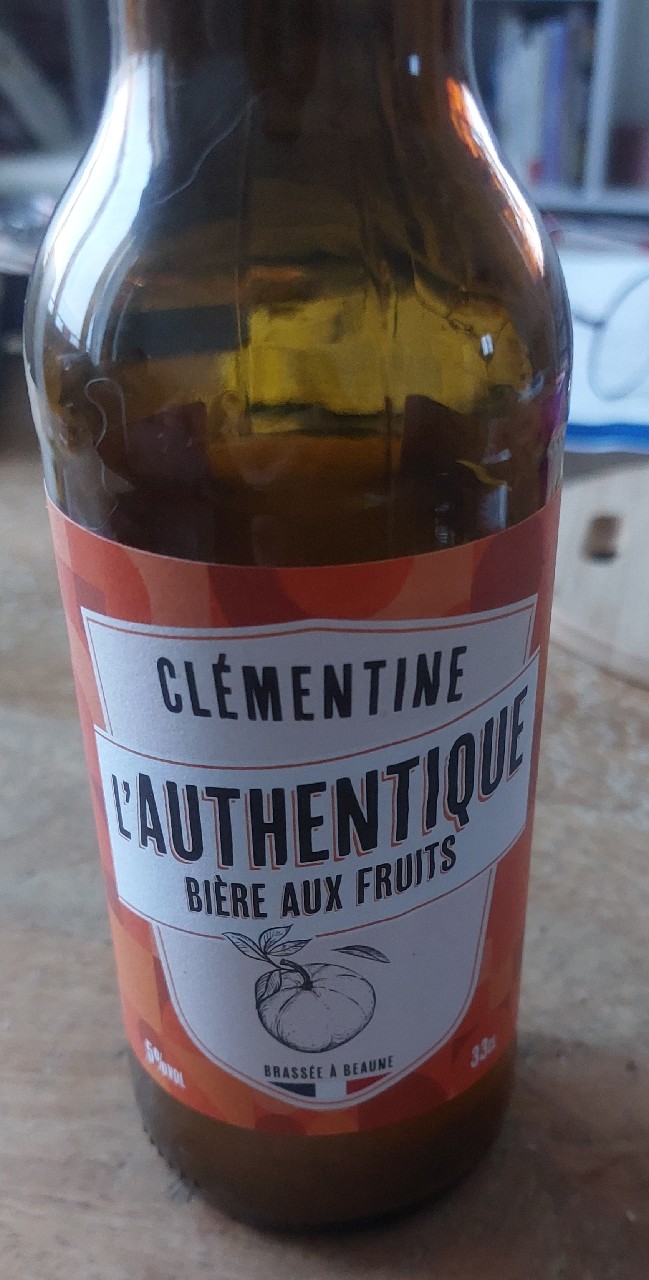 CLÉMENTINE
L'AUTHENTIQUE
BIÈRE AUX FRUITS
BRASSÉE À BEAUNE
5%VOL
33CL